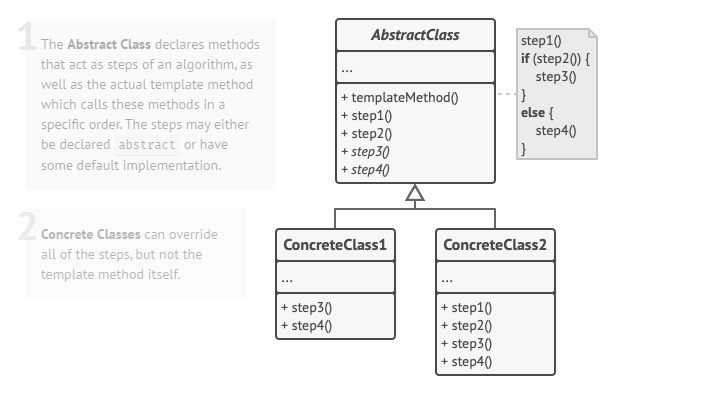 1
The Abstract Class declares methods
that act as steps of an algorithm, as
well as the actual template method
which calls these methods in a
specific order. The steps may either
be declared abstract or have
some default implementation.
AbstractClass
...
+ templateMethod()
+ step1()
+ step2()
+ step3()
+ step4()
step1()
if (step2()) {
step3()
}
else {
step4()
}
2
Concrete Classes can override
all of the steps, but not the
template method itself.
ConcreteClass1
...
+ step3()
+ step4()
ConcreteClass2
...
+ step1()
+ step2()
+ step3()
+ step4()